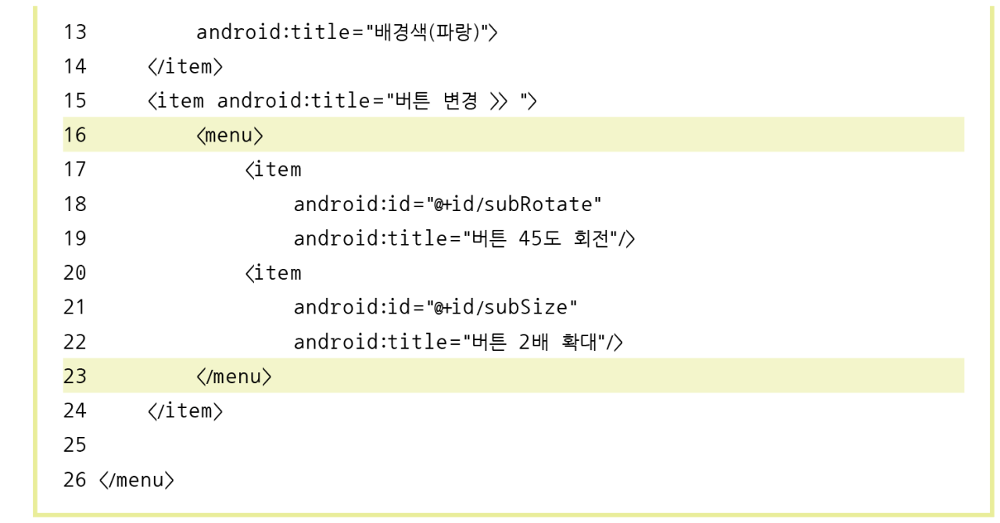 13         android:title="배경색(파랑)">
14     </item>
15     <item android:title="버튼 변경 >> ">
16         <menu>
17             <item
18                 android:id="@+id/subRotate"
19                 android:title="버튼 45도 회전"/>
20             <item
21                 android:id="@+id/subSize"
22                 android:title="버튼 2배 확대"/>
23         </menu>
24     </item>
25
26 </menu>